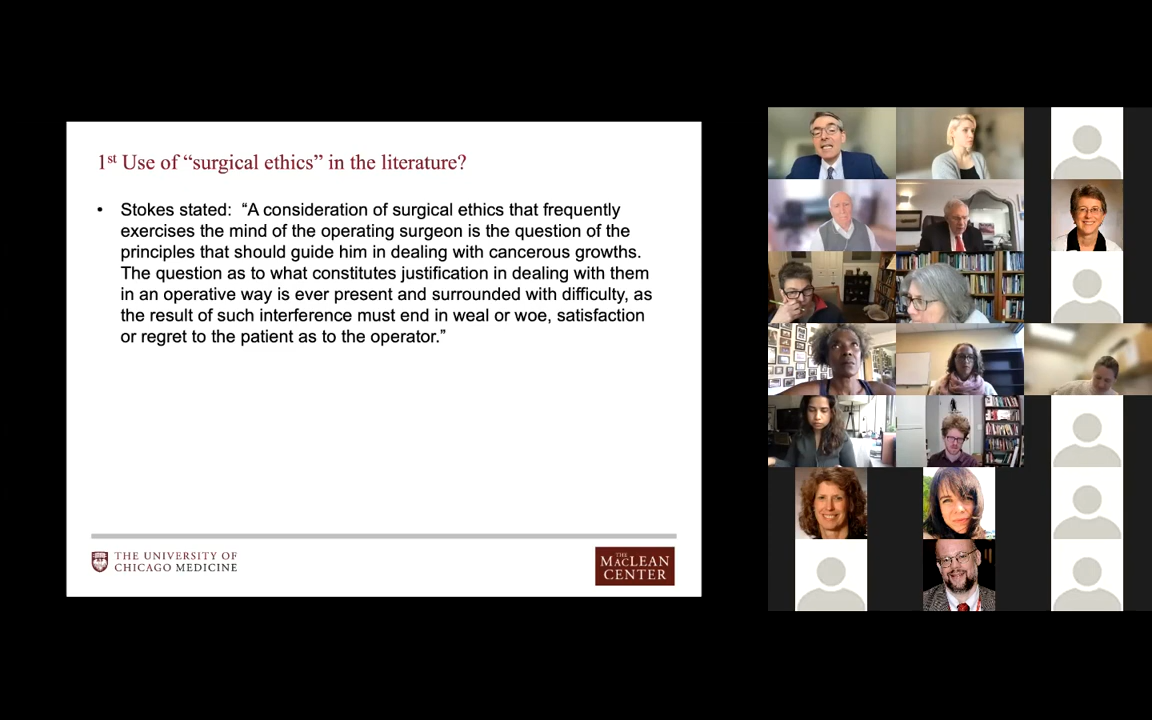 1st Use of “surgical ethics” in the literature?
• Stokes stated: “A consideration of surgical ethics that frequently
exercises the mind of the operating surgeon is the question of the
principles that should guide him in dealing with cancerous growths.
The question as to what constitutes justification in dealing with them
in an operative way is ever present and surrounded with difficulty, as
the result of such interference must end in weal or woe, satisfaction
or regret to the patient as to the operator.”
THE UNIVERSITY OF
CHICAGO MEDICINE
THE
MACLEAN
CENTER